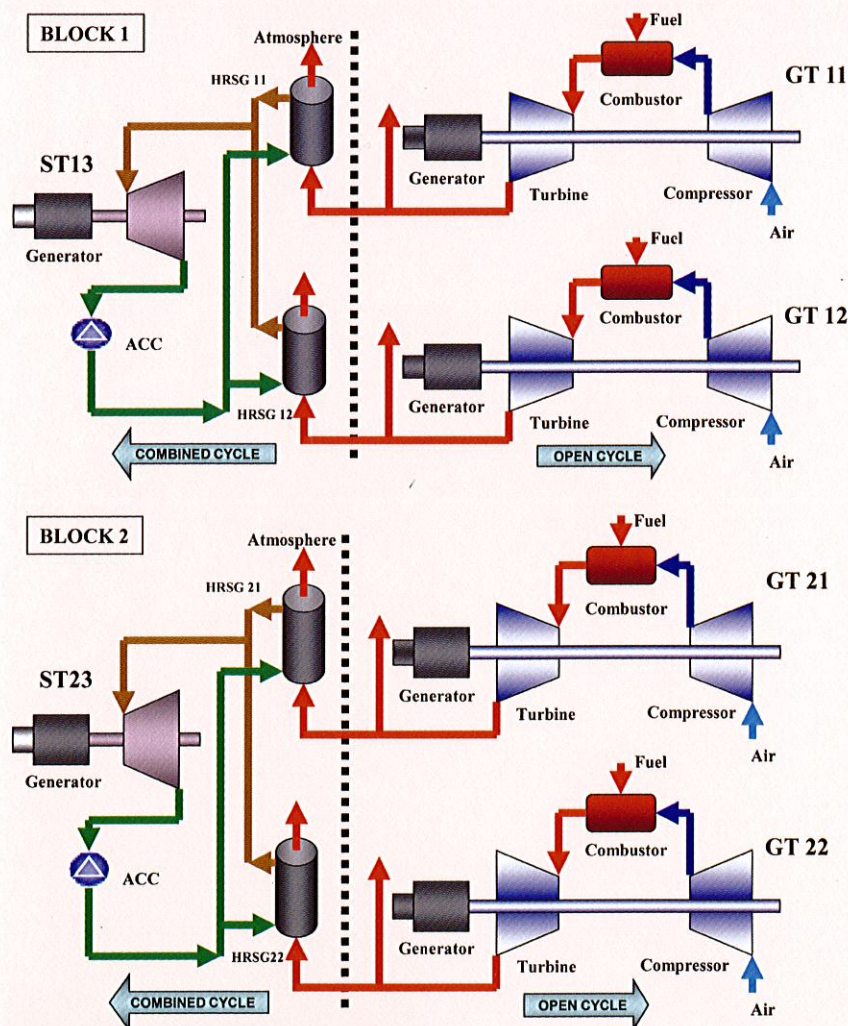 BLOCK 1
Atmosphere
Fuel
HRSG 11
GT 11
Combustor
ST13
Generator
Turbine
Compressor
Generator
Air
Fuel
GT 12
ACC
Combustor
Generator
HRSG 12
Turbine
Compressor
COMBINED CYCLE
OPEN CYCLE
Air
BLOCK 2
Atmosphere
Fuel
HRSG 21
GT 21
Combustor
ST23
Generator
Turbine
Compressor
Generator
Air
Fuel
GT 22
ACC
Combustor
Generator
HRSG22
Turbine
Compressor
COMBINED CYCLE
OPEN CYCLE
Air